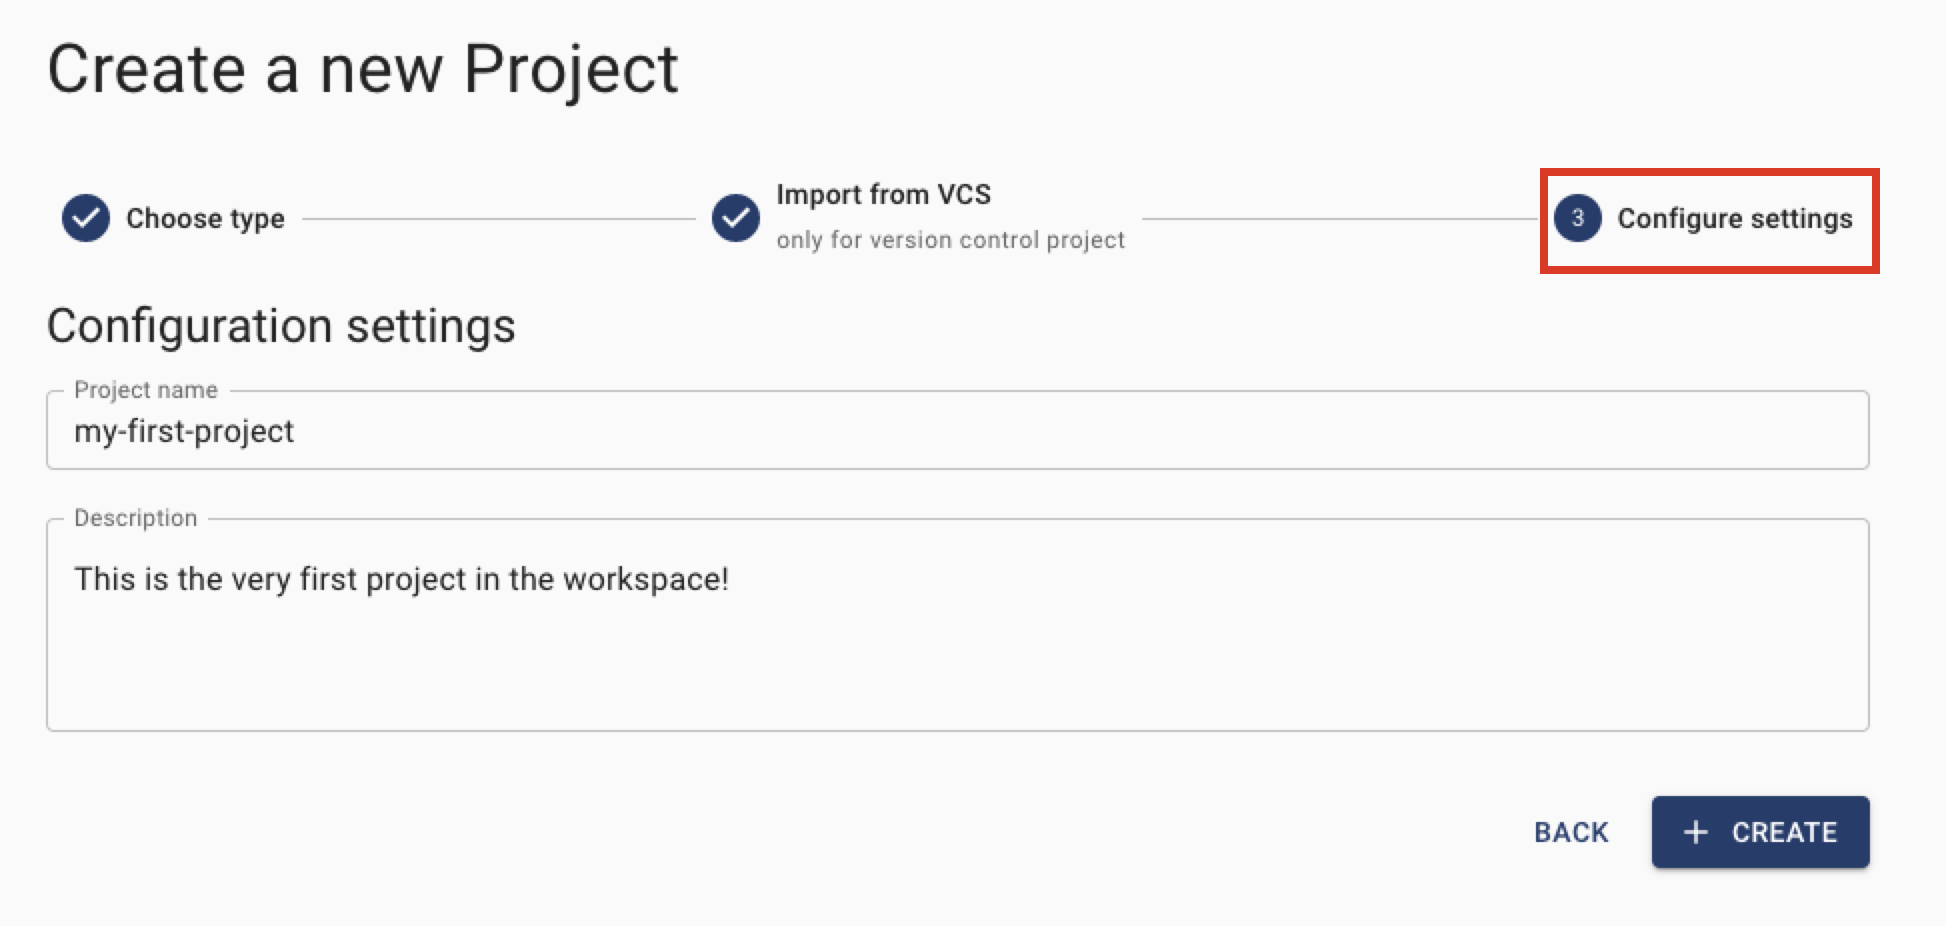 Create a new Project
Choose type
Import from VCS
only for version control project
3
Configure settings
Configuration settings
Project name
my-first-project
Description
This is the very first project in the workspace!
BACK
+ CREATE